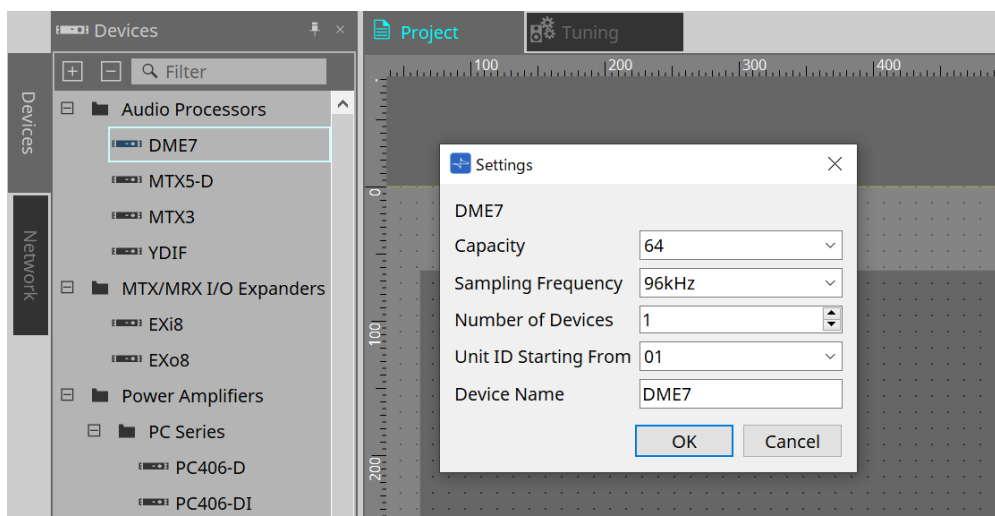 Devices
Filter
Devices
Network
Audio Processors
DME7
MTX5-D
MTX3
YDIF
MTX/MRX I/O Expanders
EXi8
EXo8
Power Amplifiers
PC Series
PC406-D
PC406-DI
Project
Tuning
100
200
300
400
0
100
200
Settings
DME7
Capacity 64
Sampling Frequency 96kHz
Number of Devices 1
Unit ID Starting From 01
Device Name DME7
OK Cancel